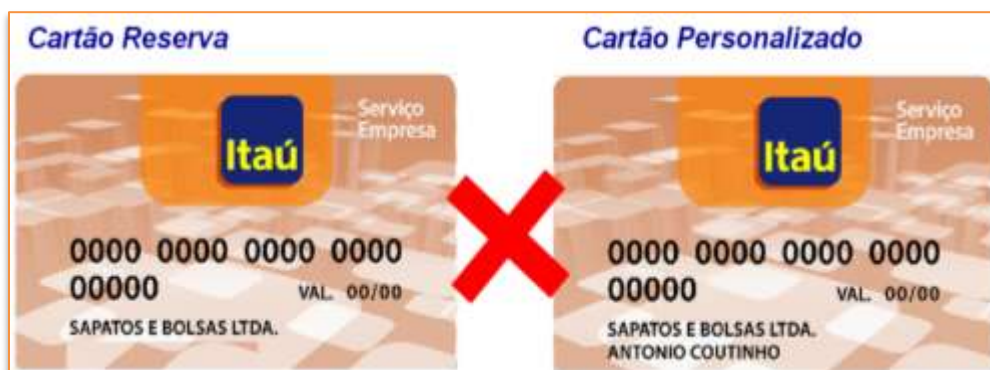 Cartão Reserva
Itaú
Serviço
Empresa
0000 0000 0000 0000
00000 VAL. 00/00
SAPATOS E BOLSAS LTDA.
Cartão Personalizado
Itaú
Serviço
Empresa
0000 0000 0000 0000
00000 VAL. 00/00
SAPATOS E BOLSAS LTDA.
ANTONIO COUTINHO